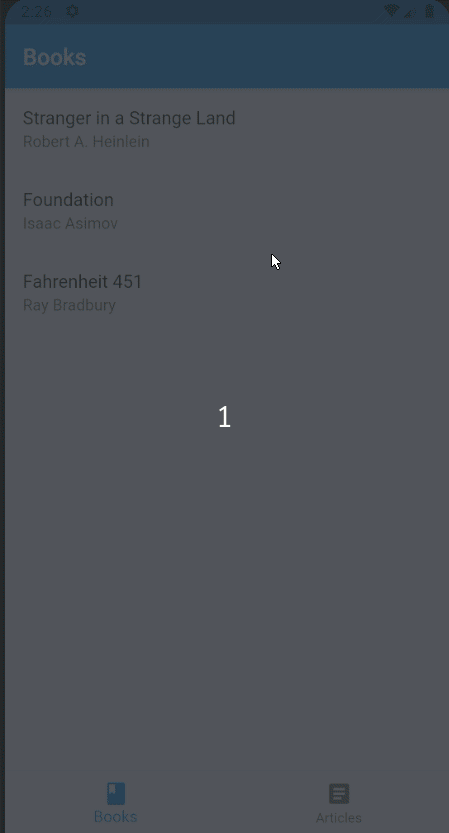 2:26
Books
Stranger in a Strange Land
Robert A. Heinlein
Foundation
Isaac Asimov
Fahrenheit 451
Ray Bradbury
1
Books
Articles